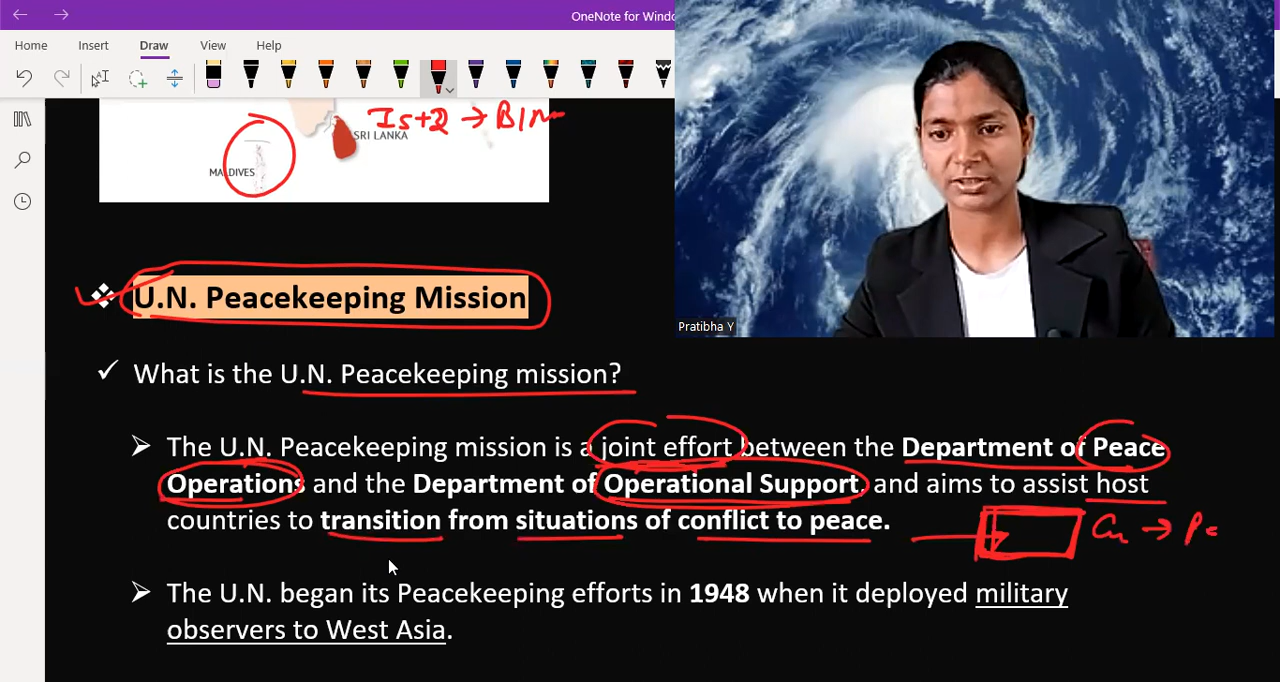 OneNote for Windo
Home Insert Draw View Help
Is+2 → B/N
SRI LANKA
MALDIVES
Pratibha Y
U.N. Peacekeeping Mission
What is the U.N. Peacekeeping mission?
The U.N. Peacekeeping mission is a joint effort between the Department of Peace
Operations and the Department of Operational Support, and aims to assist host
countries to transition from situations of conflict to peace.
→ Pe
The U.N. began its Peacekeeping efforts in 1948 when it deployed military
observers to West Asia.